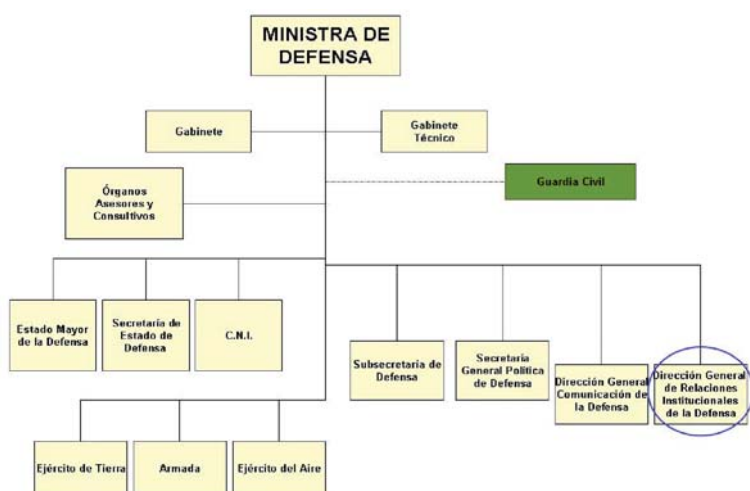 MINISTRA DE
DEFENSA
Gabinete
Gabinete
Técnico
Órganos
Asesores y
Consultivos
Guardia Civil
Estado Mayor
de la Defensa
Secretaría de
Estado de
Defensa
C.N.I.
Subsecretaría de
Defensa
Secretaría
General Política
de Defensa
Dirección General
Comunicación de
la Defensa
Dirección General
de Relaciones
Institucionales
de la Defensa
Ejército de Tierra
Armada
Ejército del Aire